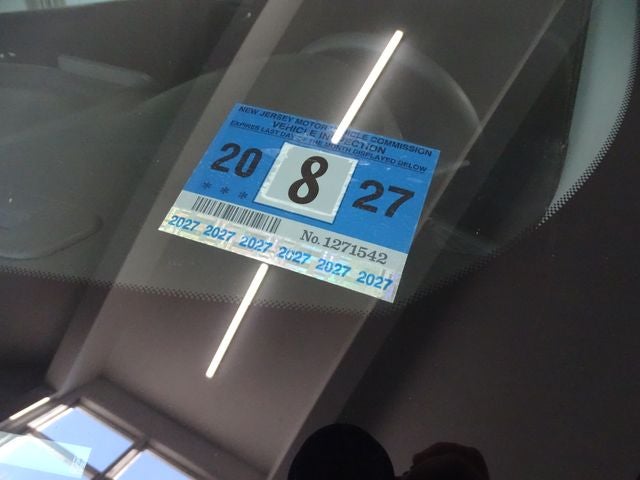 NEW JERSEY MOTOR VEHICLE COMMISSION
VEHICLE INSPECTION
EXPIRES LAST DAY OF THE MONTH DISPLAYED BELOW
20 8 27
***
No. 1271542
2027 2027 2027 2027 2027 2027